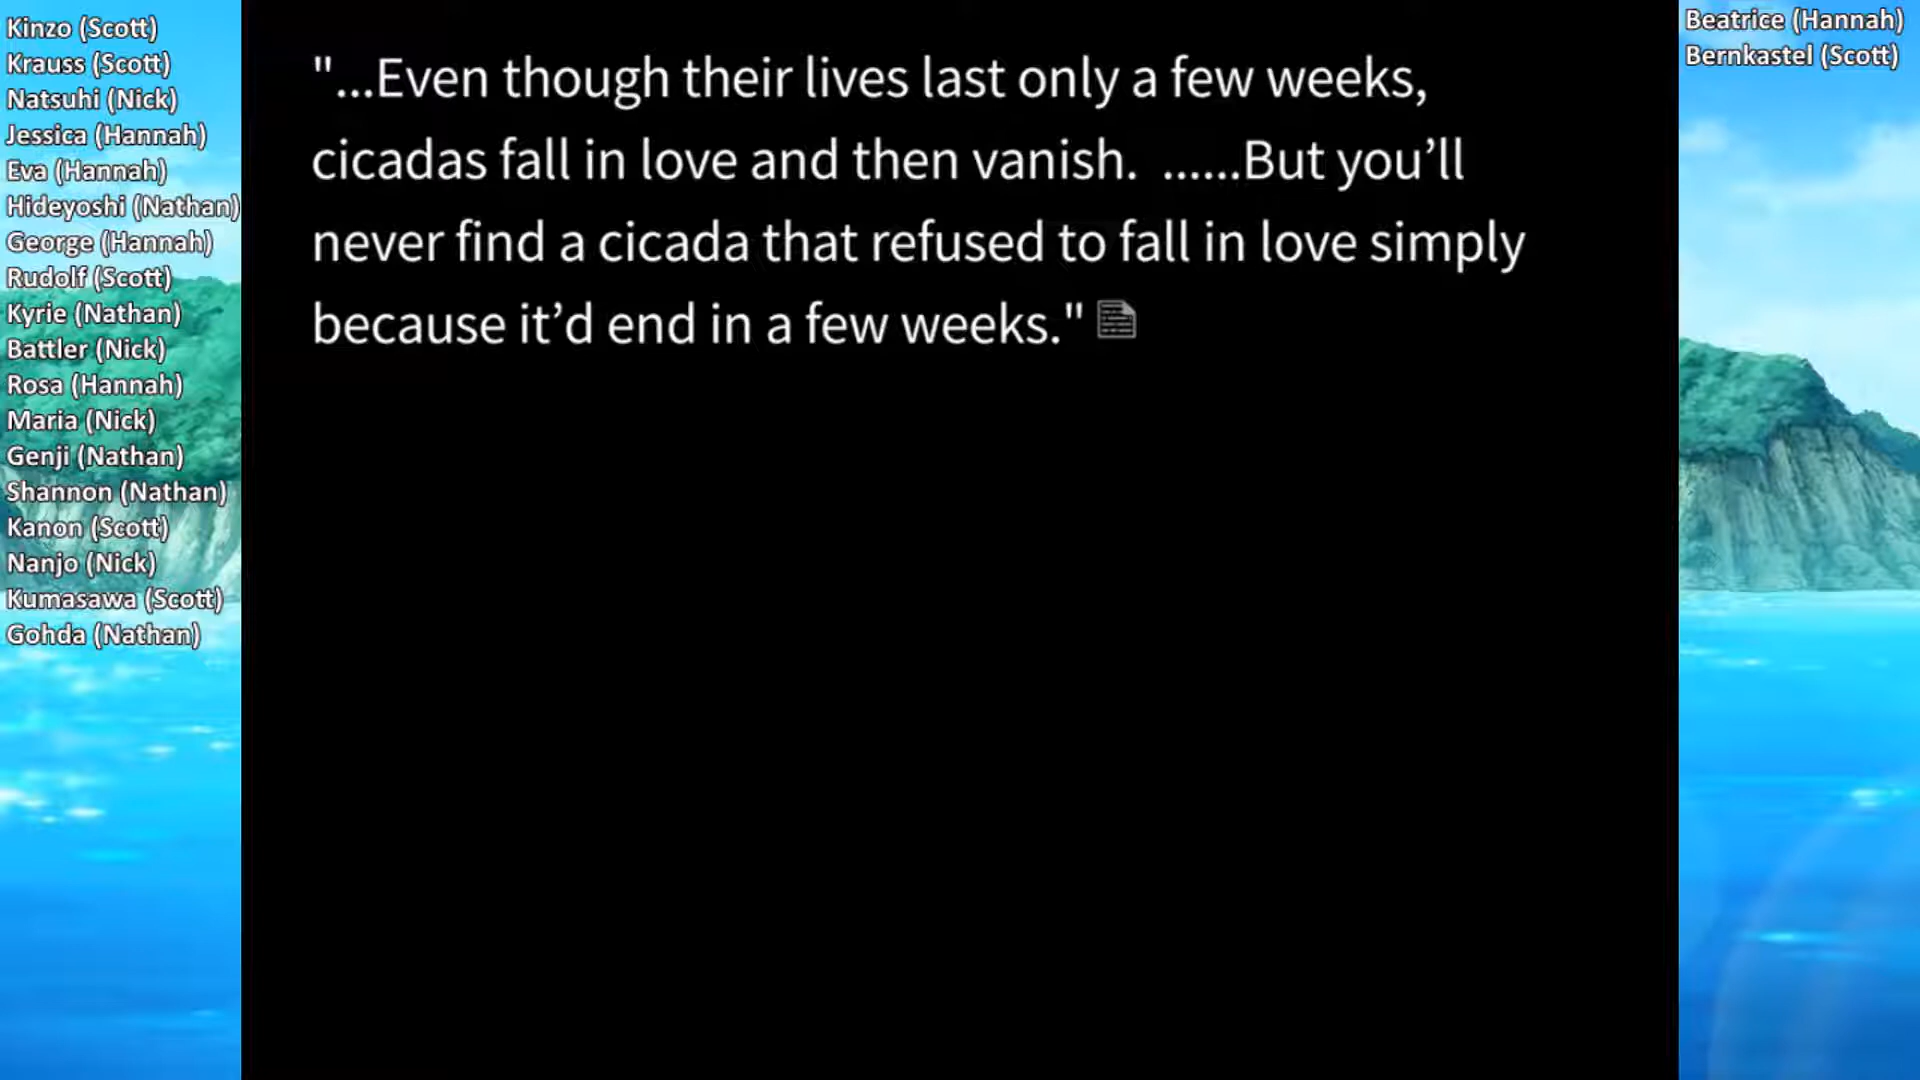 Kinzo (Scott)
Krauss (Scott)
Natsuhi (Nick)
Jessica (Hannah)
Eva (Hannah)
Hideyoshi (Nathan)
George (Hannah)
Rudolf (Scott)
Kyrie (Nathan)
Battler (Nick)
Rosa (Hannah)
Maria (Nick)
Genji (Nathan)
Shannon (Nathan)
Kanon (Scott)
Nanjo (Nick)
Kumasawa (Scott)
Gohda (Nathan)
"...Even though their lives last only a few weeks,
cicadas fall in love and then vanish.  ......But you’ll
never find a cicada that refused to fall in love simply
because it’d end in a few weeks."
Beatrice (Hannah)
Bernkastel (Scott)